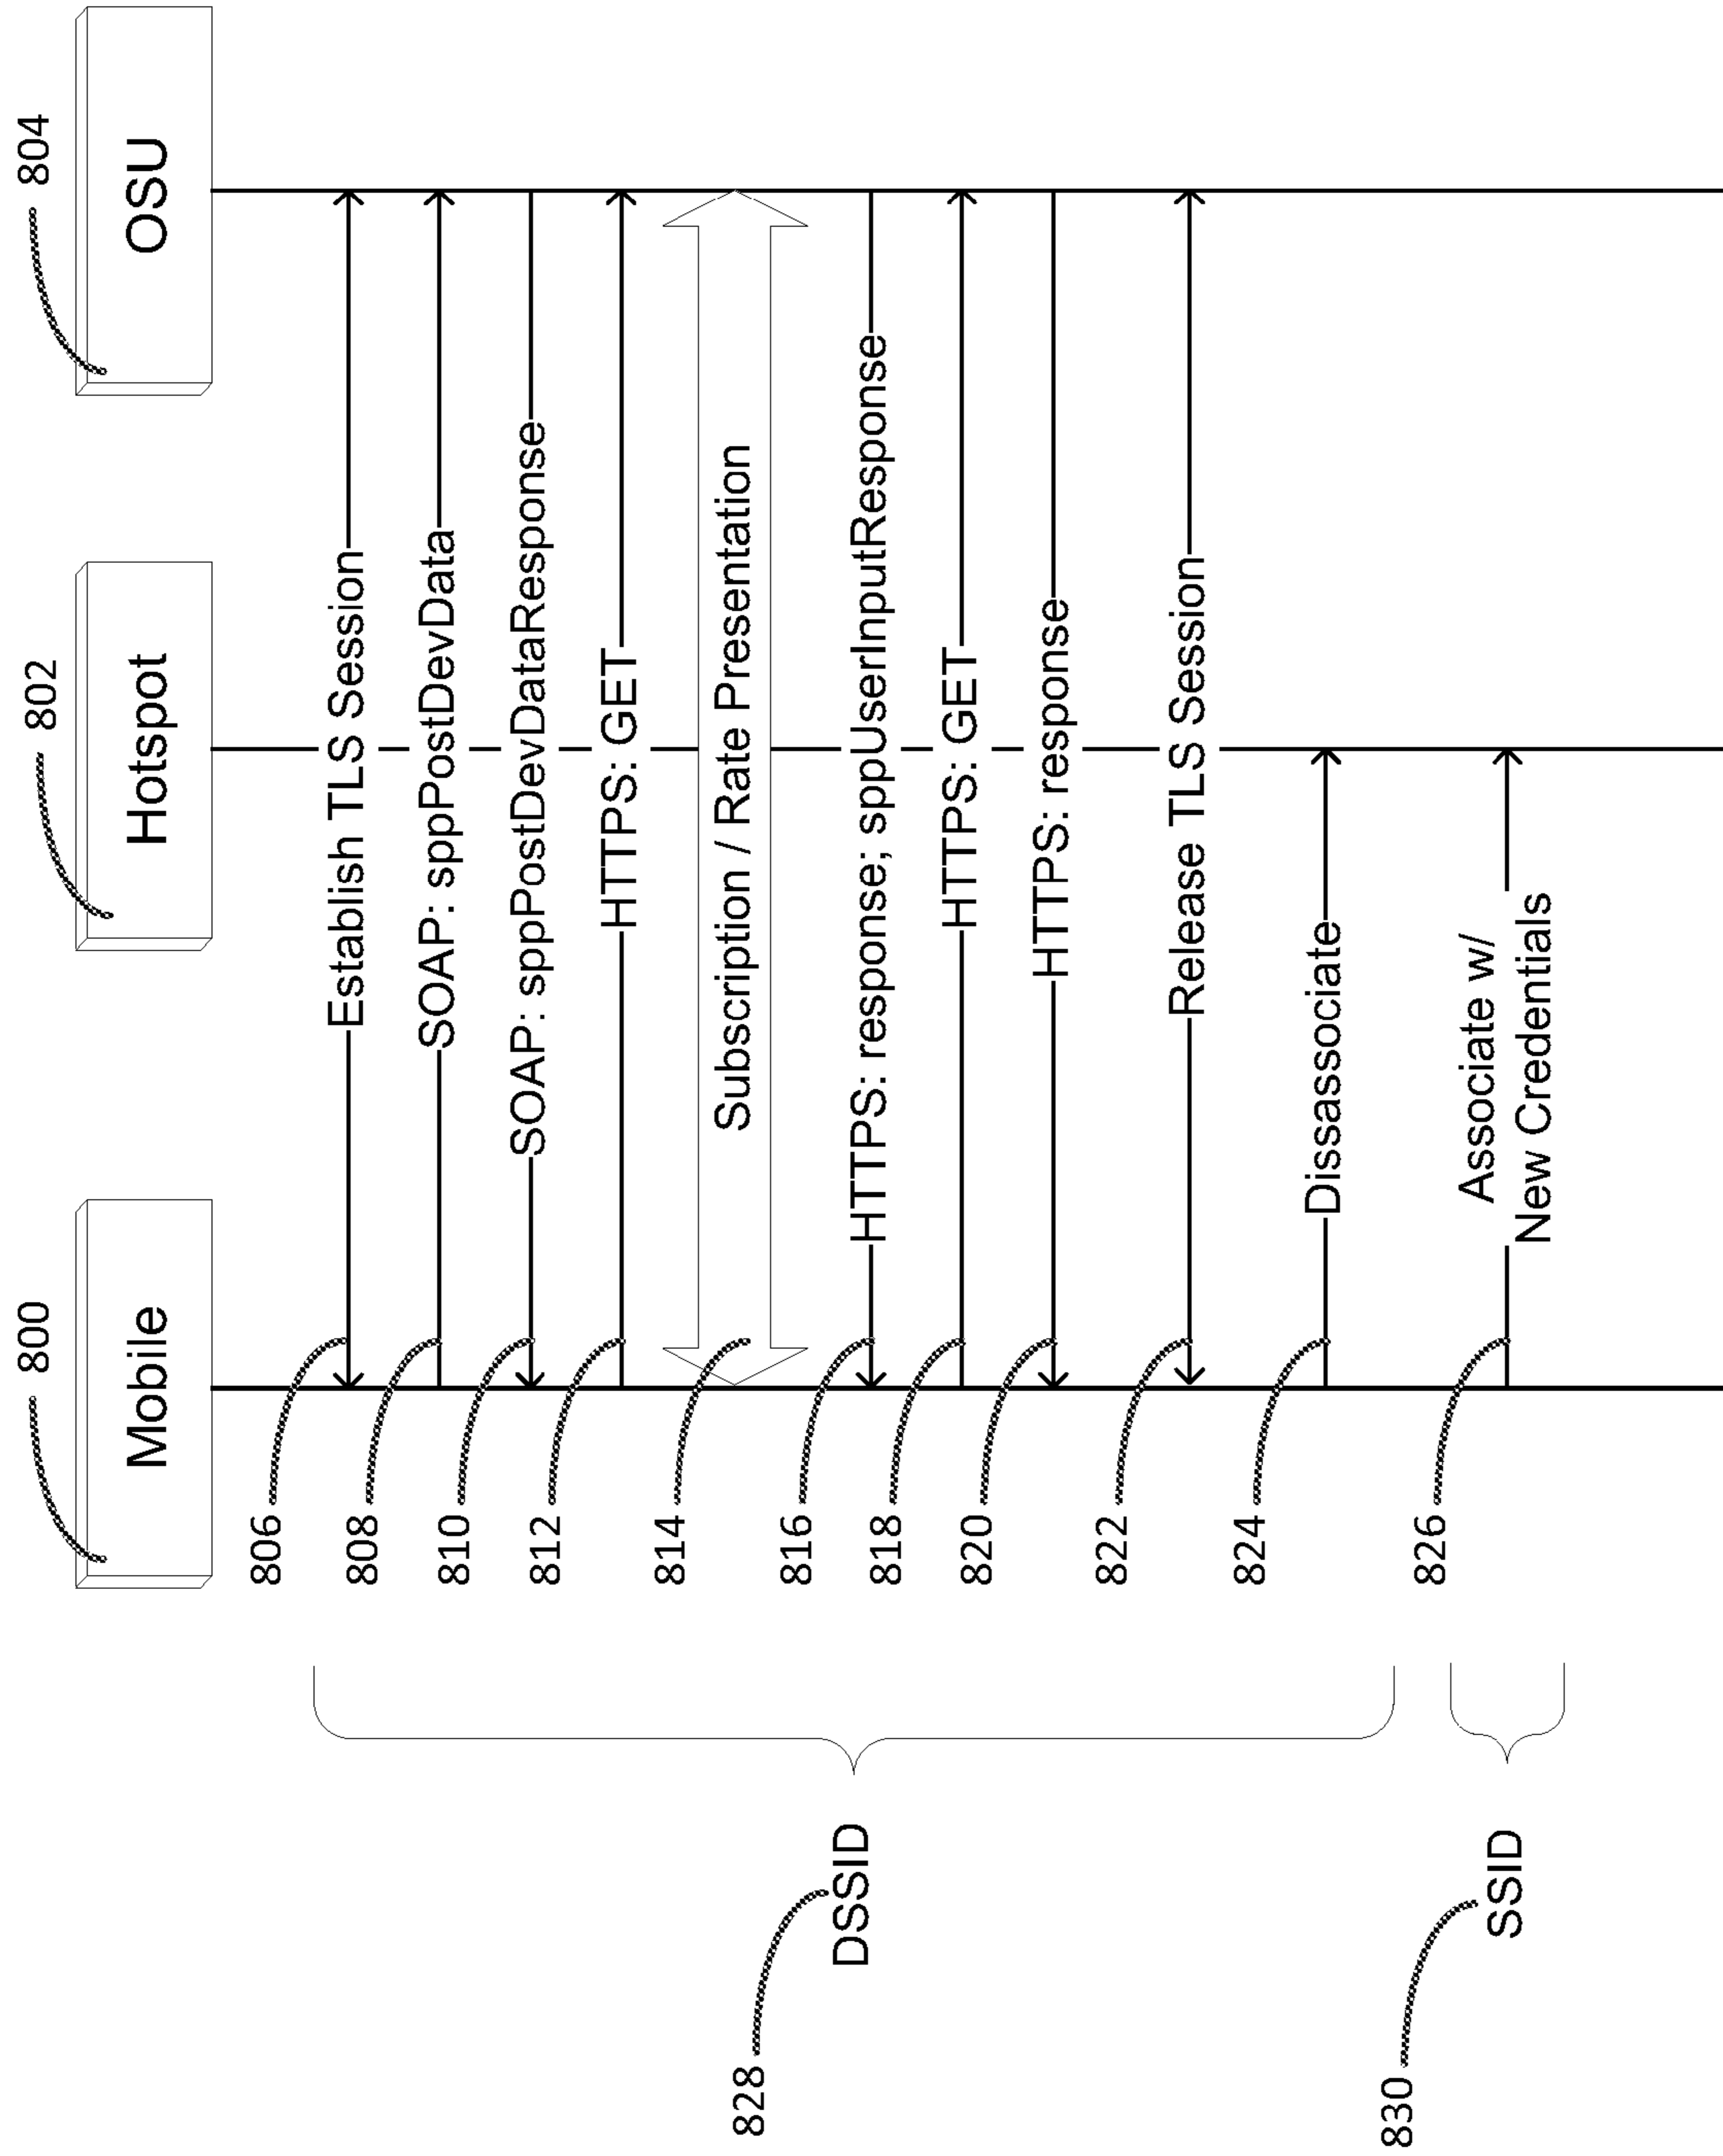 800
Mobile
802
Hotspot
804
OSU
806
Establish TLS Session
808
SOAP: sppPostDevData
810
SOAP: sppPostDevDataResponse
812
HTTPS: GET
814
Subscription / Rate Presentation
816
HTTPS: response; sppUserInputResponse
818
HTTPS: GET
820
HTTPS: response
822
Release TLS Session
824
Dissassociate
826
Associate w/
New Credentials
828
DSSID
830
SSID